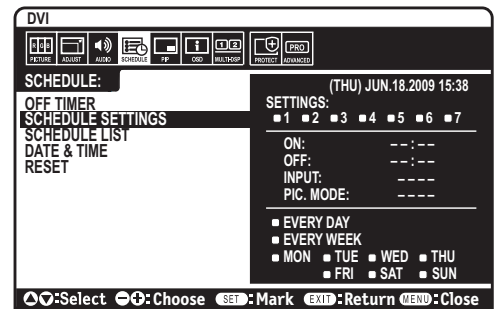 DVI
RGB PICTURE ADJUST AUDIO SCHEDULE PIP i OSD 12 MULTI-DSP PROTECT PRO ADVANCED
SCHEDULE:
OFF TIMER
SCHEDULE SETTINGS
SCHEDULE LIST
DATE & TIME
RESET
(THU) JUN.18.2009 15:38
SETTINGS:
1 2 3 4 5 6 7
ON: --:--
OFF: --:--
INPUT: ----
PIC. MODE: ----
EVERY DAY
EVERY WEEK
MON TUE WED THU
FRI SAT SUN
:Select :Choose SET:Mark EXIT:Return MENU:Close